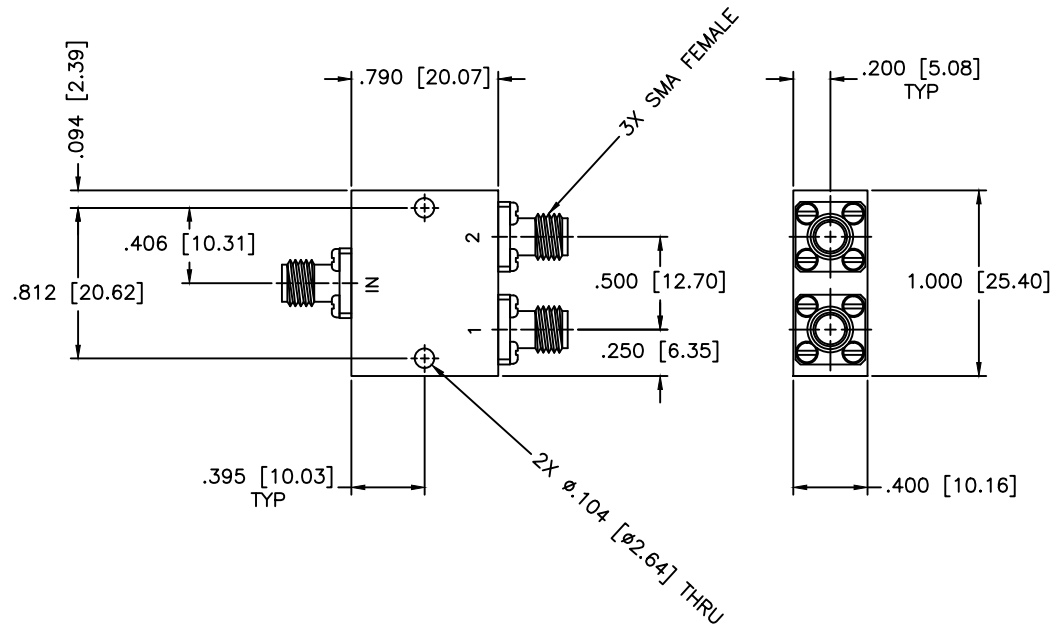 .094 [2.39]
.790 [20.07]
3X SMA FEMALE
.200 [5.08]
TYP
.406 [10.31]
.812 [20.62]
IN
2
1
.500 [12.70]
.250 [6.35]
1.000 [25.40]
.395 [10.03]
TYP
2X ø.104 [ø2.64] THRU
.400 [10.16]